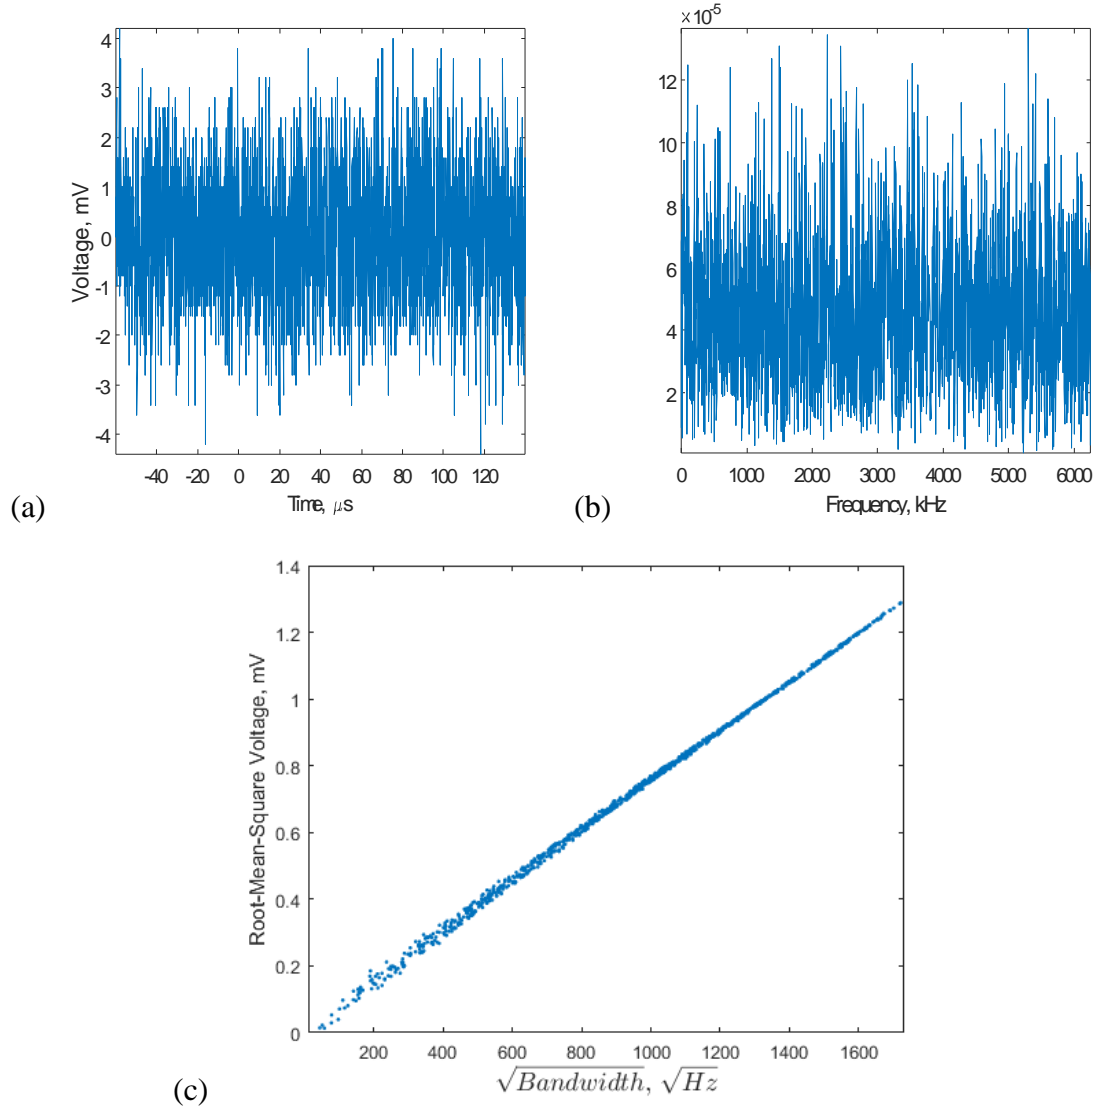 ×10⁻⁵
4
3
2
1
0
-1
-2
-3
-4
Voltage, mV
-40 -20 0 20 40 60 80 100 120
Time, μs
(a)
12
10
8
6
4
2
0 1000 2000 3000 4000 5000 6000
Frequency, kHz
(b)
1.4
1.2
1
0.8
0.6
0.4
0.2
0
Root-Mean-Square Voltage, mV
200 400 600 800 1000 1200 1400 1600
√Bandwidth, √Hz
(c)